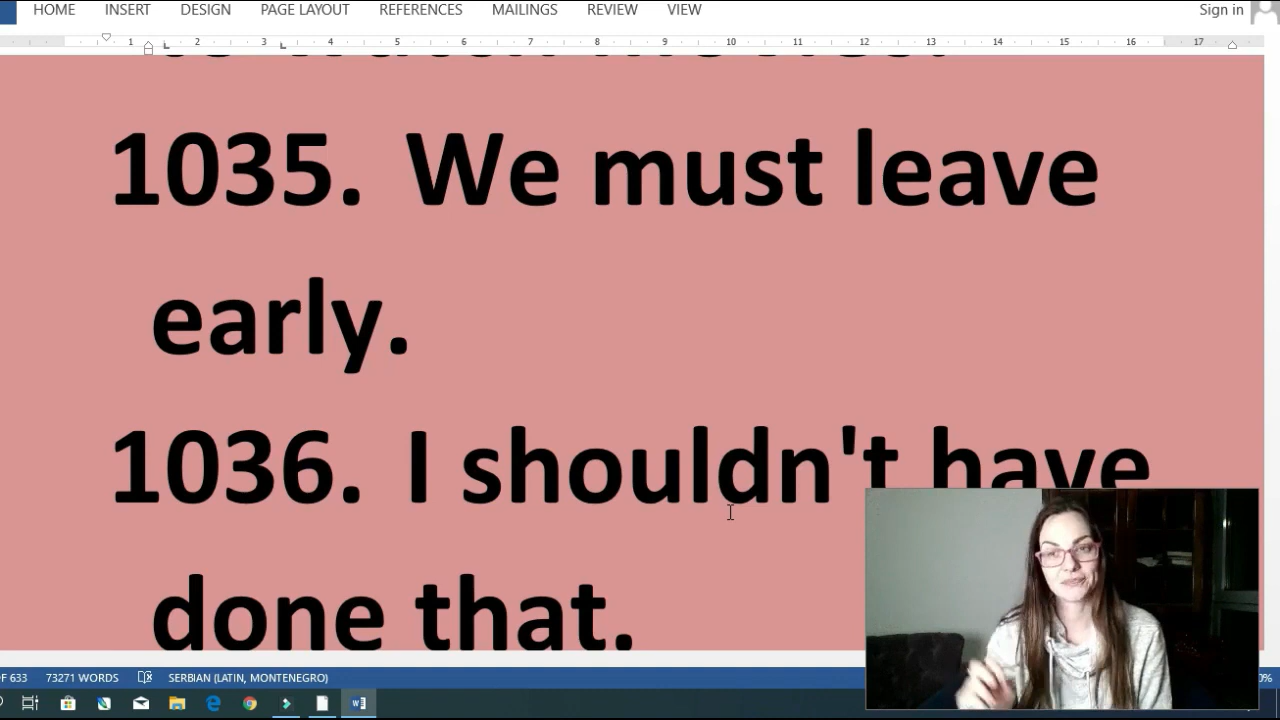 HOME INSERT DESIGN PAGE LAYOUT REFERENCES MAILINGS REVIEW VIEW Sign in
1 2 3 4 5 6 7 8 9 10 11 12 13 14 15 16 17
1035. We must leave
early.
1036. I shouldn't have
done that.
F 633 73271 WORDS SERBIAN (LATIN, MONTENEGRO) 0%